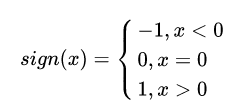 −1, x < 0
sign(x) = { 0, x = 0
1, x > 0